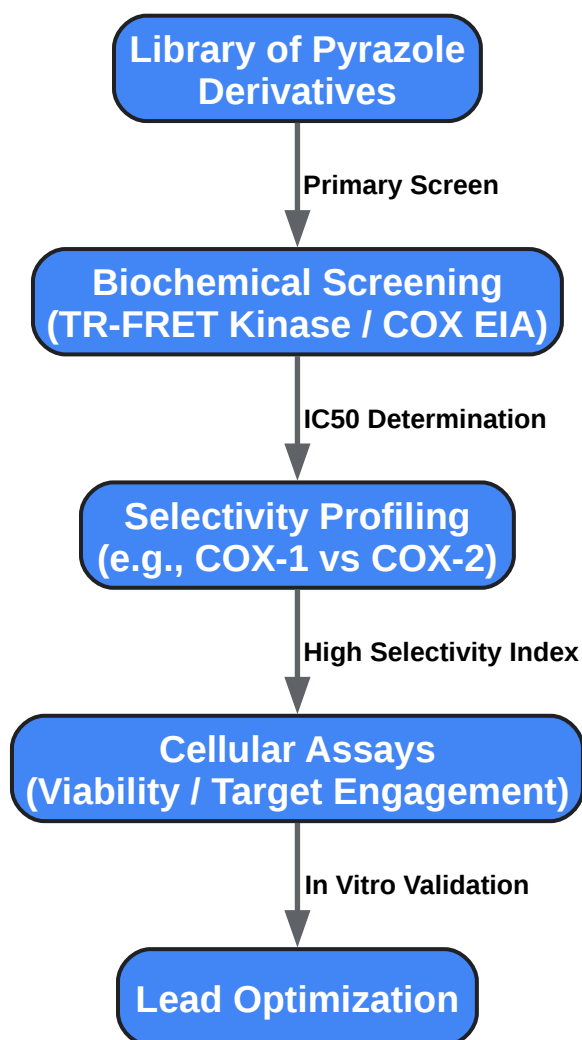 Library of Pyrazole
Derivatives
Primary Screen
Biochemical Screening
(TR-FRET Kinase / COX EIA)
IC50 Determination
Selectivity Profiling
(e.g., COX-1 vs COX-2)
High Selectivity Index
Cellular Assays
(Viability / Target Engagement)
In Vitro Validation
Lead Optimization